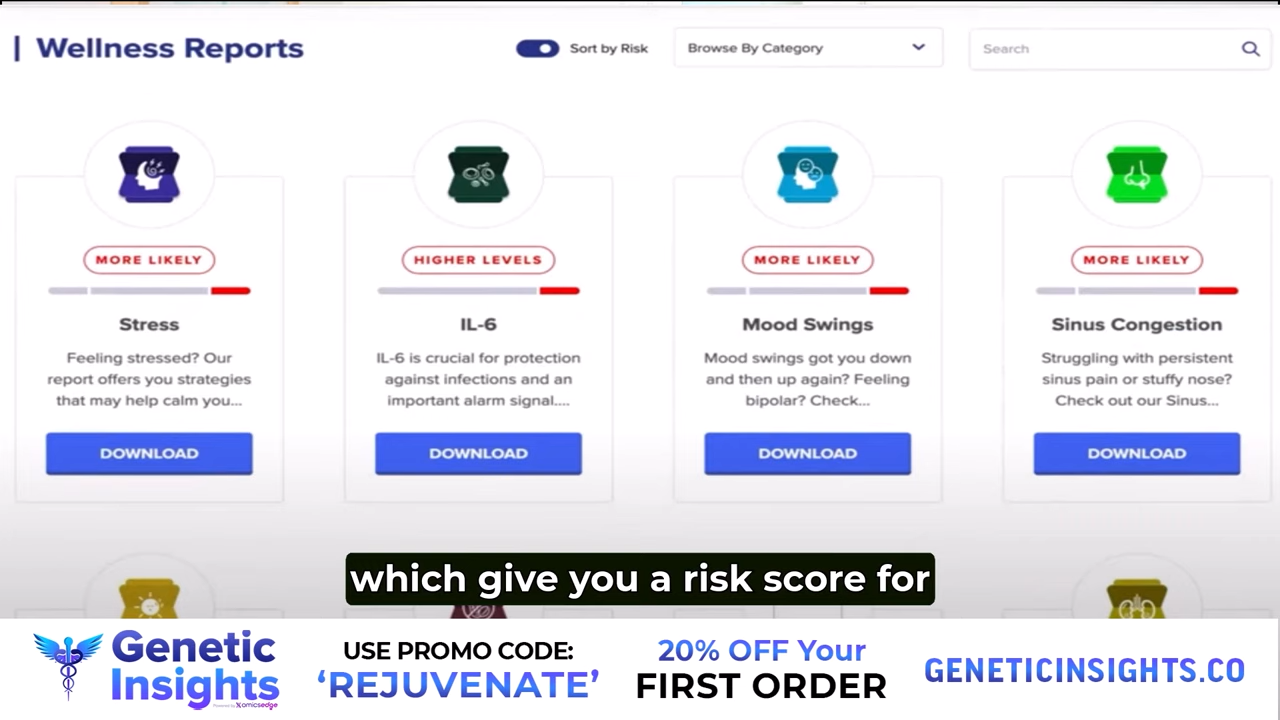 Wellness Reports
Sort by Risk
Browse By Category
Search
MORE LIKELY
Stress
Feeling stressed? Our
report offers you strategies
that may help calm you...
DOWNLOAD
HIGHER LEVELS
IL-6
IL-6 is crucial for protection
against infections and an
important alarm signal....
DOWNLOAD
MORE LIKELY
Mood Swings
Mood swings got you down
and then up again? Feeling
bipolar? Check...
DOWNLOAD
MORE LIKELY
Sinus Congestion
Struggling with persistent
sinus pain or stuffy nose?
Check out our Sinus...
DOWNLOAD
which give you a risk score for
Genetic
Insights
Powered by Xomicsedge
USE PROMO CODE:
‘REJUVENATE’
20% OFF Your
FIRST ORDER
GENETICINSIGHTS.CO